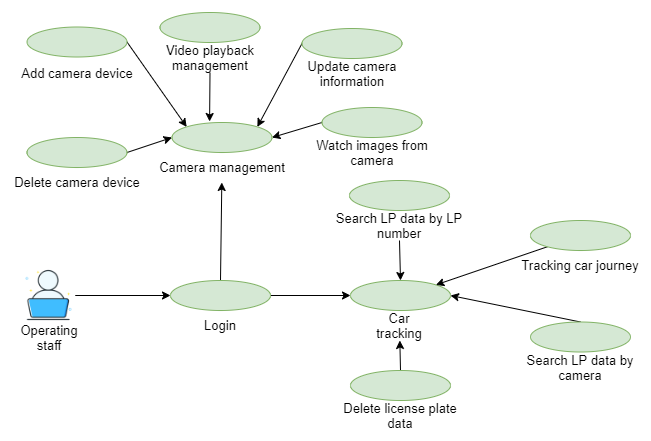 Video playback
management
Add camera device
Update camera
information
Watch images from
camera
Camera management
Delete camera device
Search LP data by LP
number
Tracking car journey
Operating
staff
Login
Car
tracking
Search LP data by
camera
Delete license plate
data